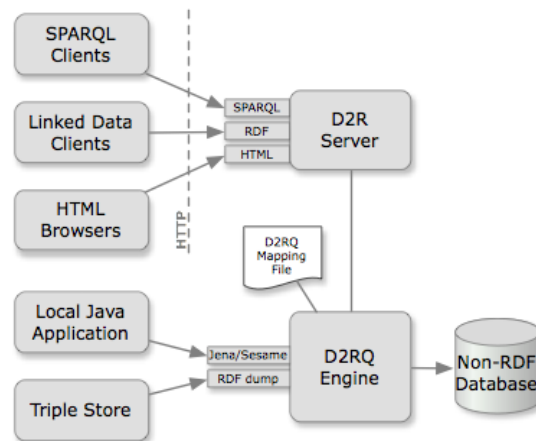 SPARQL
Clients
Linked Data
Clients
HTML
Browsers
HTTP
SPARQL
RDF
HTML
D2R
Server
D2RQ
Mapping
File
Local Java
Application
Triple Store
Jena/Sesame
RDF dump
D2RQ
Engine
Non-RDF
Database